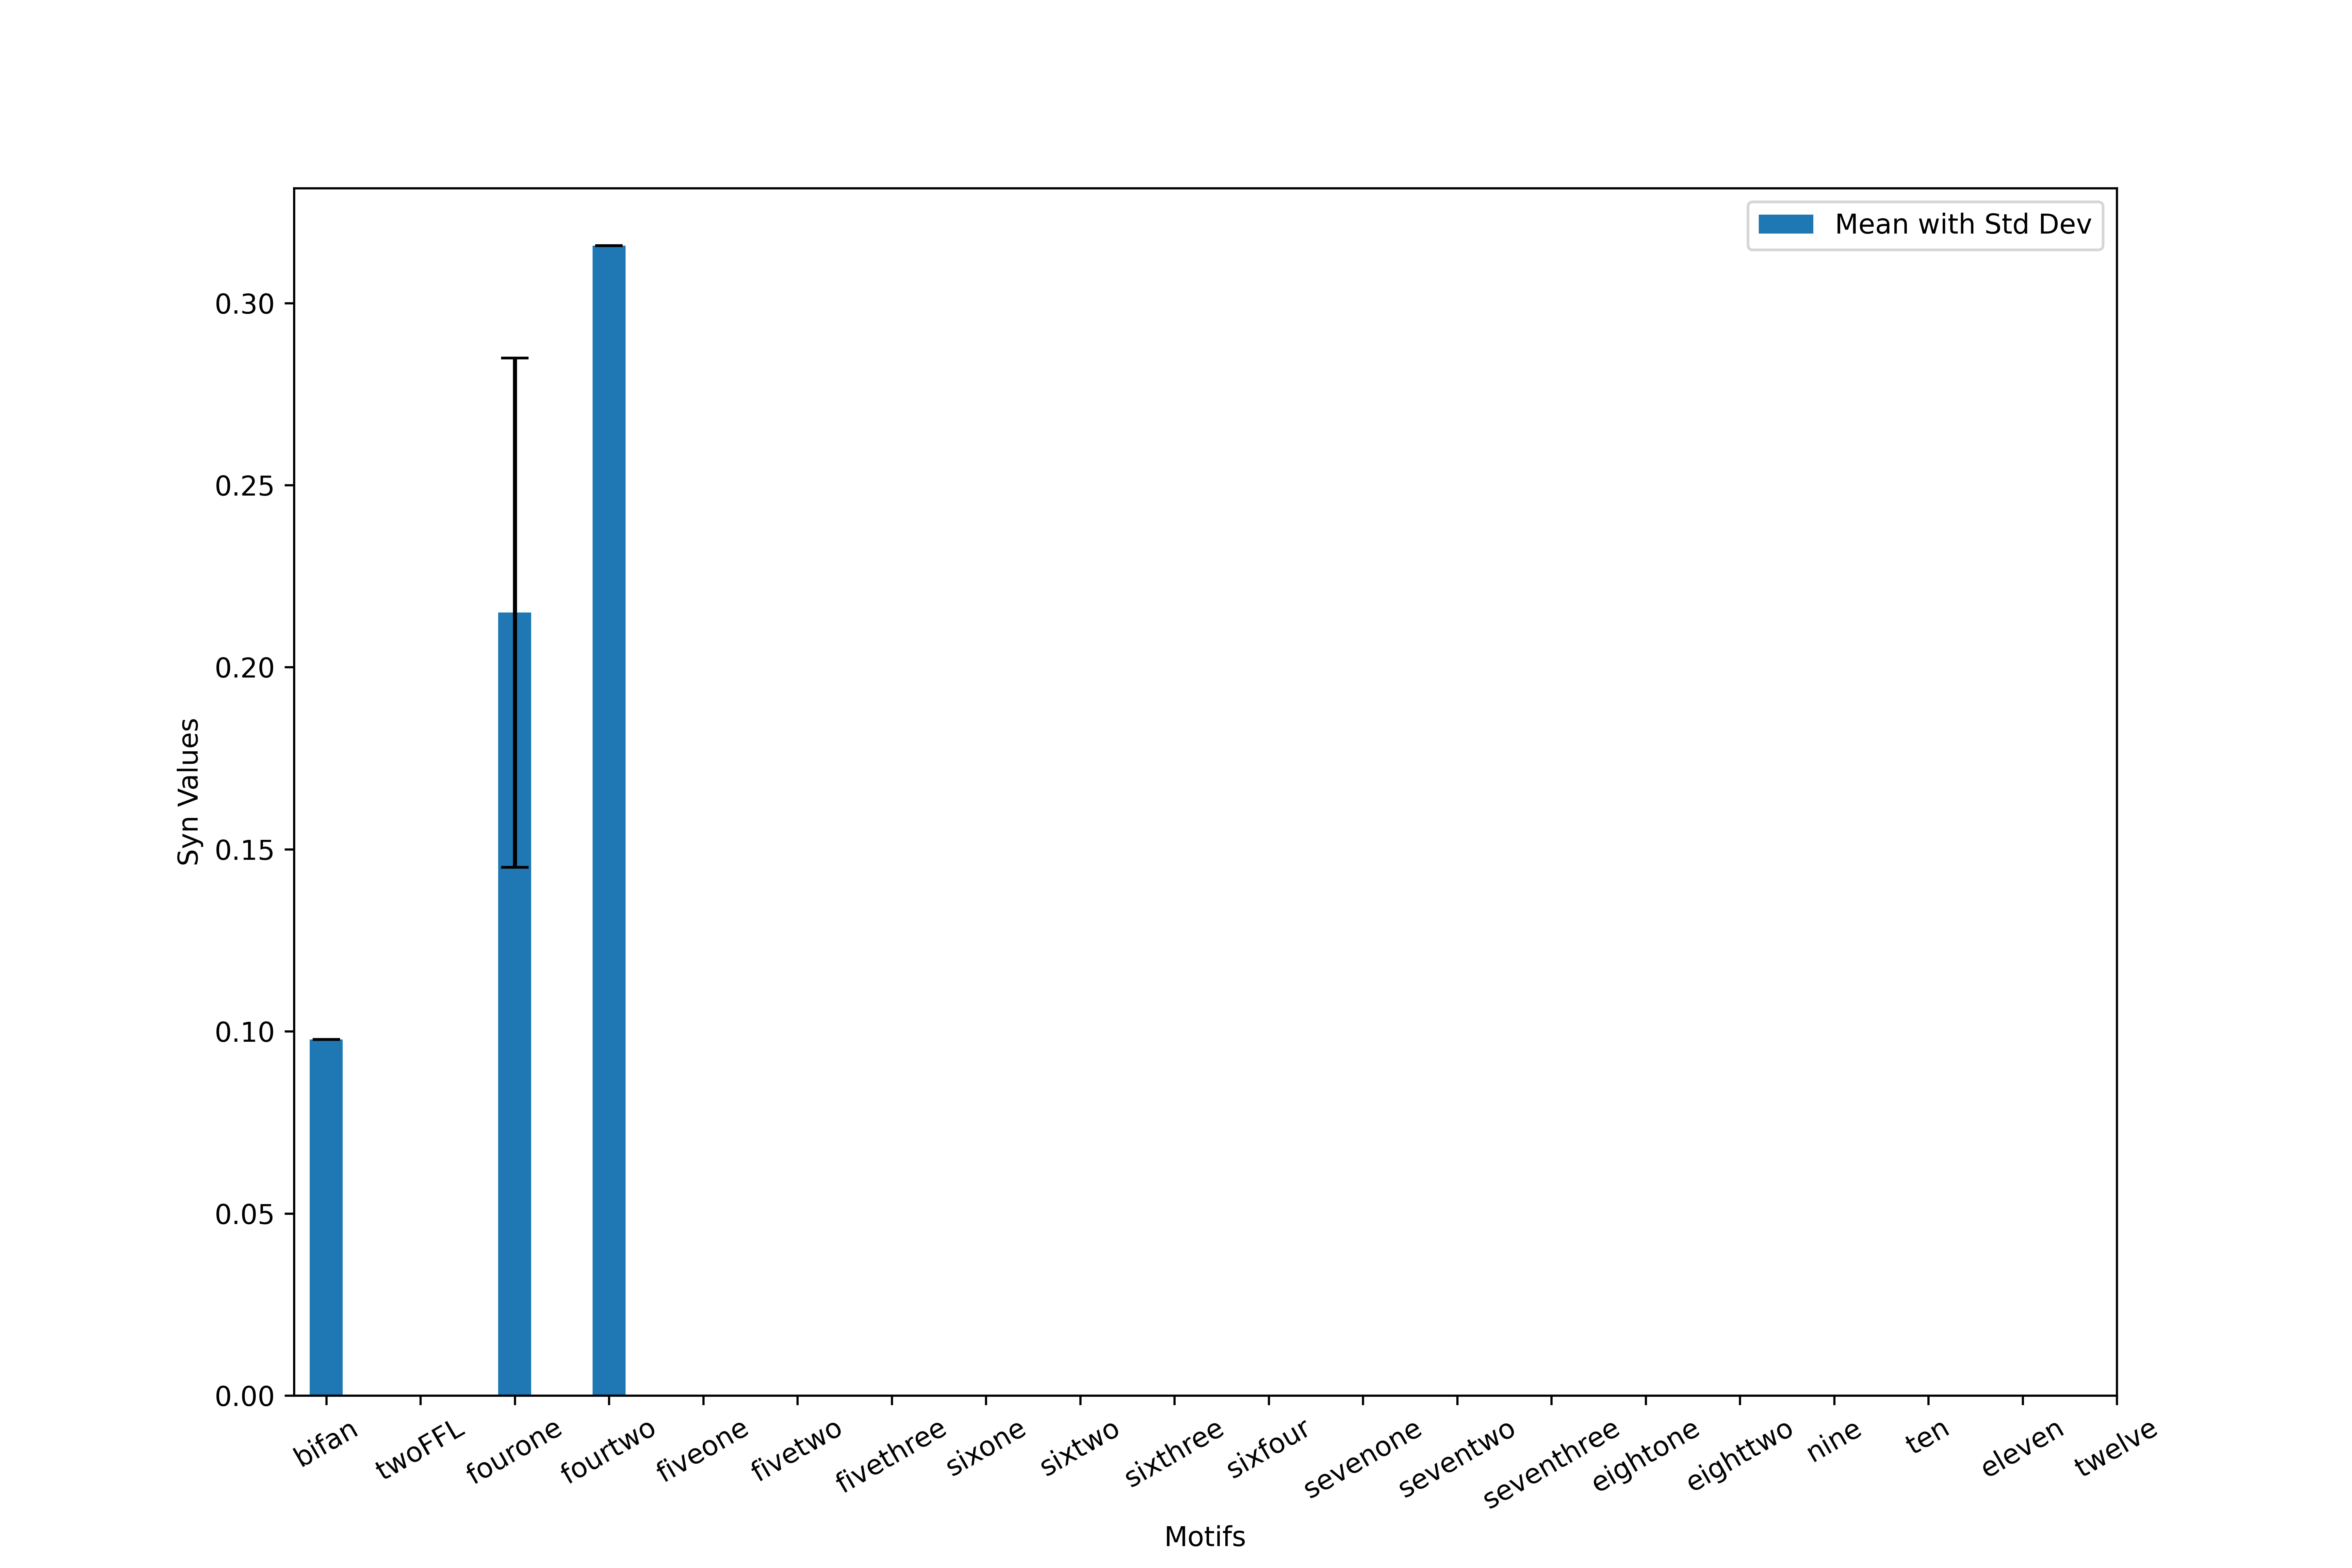 Mean with Std Dev
0.30
0.25
0.20
0.15
0.10
0.05
0.00
Syn Values
bifan
twoFFL
fourone
fourtwo
fiveone
fivetwo
fivethree
sixone
sixtwo
sixthree
sixfour
sevenone
seventwo
seventhree
eightone
eighttwo
nine
ten
eleven
twelve
Motifs